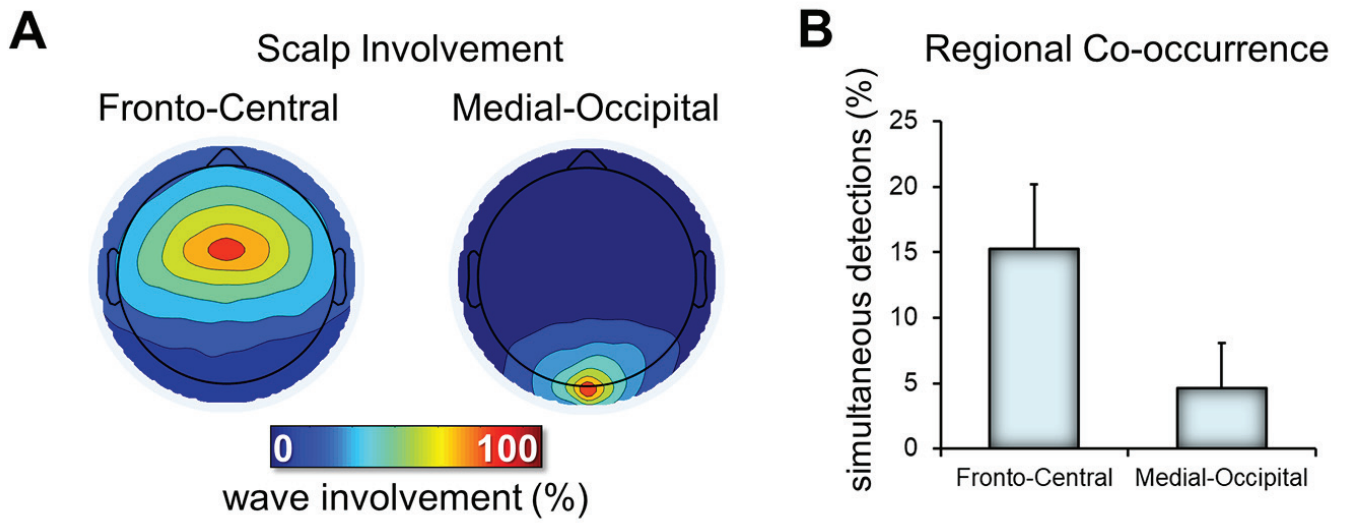 A
Scalp Involvement
Fronto-Central
Medial-Occipital
0
100
wave involvement (%)
B
Regional Co-occurrence
simultaneous detections (%)
25
20
15
10
5
0
Fronto-Central
Medial-Occipital